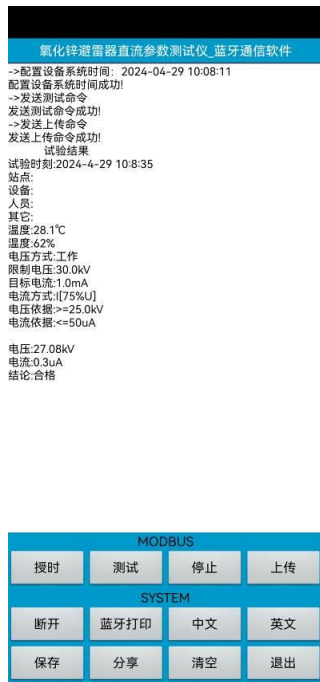 氧化锌避雷器直流参数测试仪_蓝牙通信软件
->配置设备系统时间：2024-04-29 10:08:11
配置设备系统时间成功!
->发送测试命令
发送测试命令成功!
->发送上传命令
发送上传命令成功!
试验结果
试验时刻:2024-4-29 10:8:35
站点:
设备:
人员:
其它:
温度:28.1℃
湿度:62%
电压方式:工作
限制电压:30.0kV
目标电流:1.0mA
电流方式:I[75%U]
电压依据:>=25.0kV
电流依据:<=50uA
电压:27.08kV
电流:0.3uA
结论:合格
MODBUS
授时 测试 停止 上传
SYSTEM
断开 蓝牙打印 中文 英文
保存 分享 清空 退出